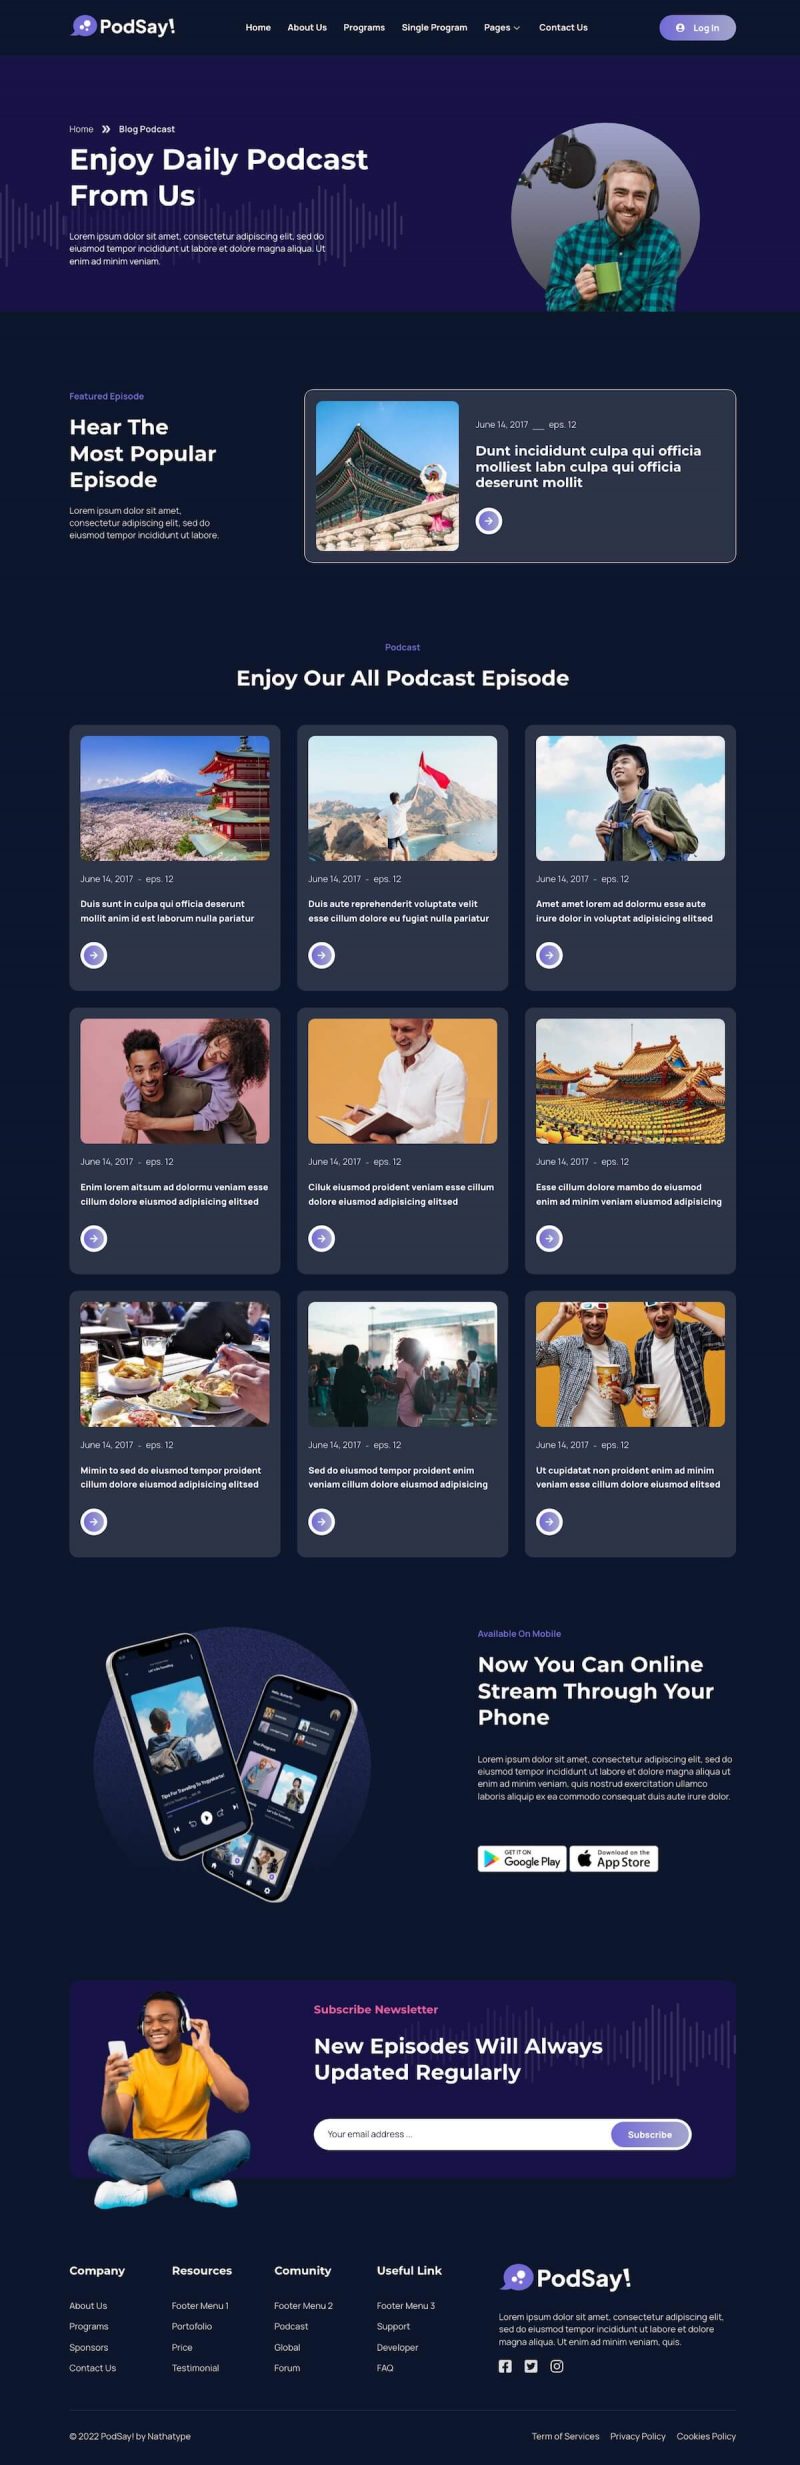 PodSay!
Home
About Us
Programs
Single Program
Pages
Contact Us
Log In
Home
Blog Podcast
Enjoy Daily Podcast
From Us
Lorem ipsum dolor sit amet, consectetur adipiscing elit, sed do
eiusmod tempor incididunt ut labore et dolore magna aliqua. Ut
enim ad minim veniam.
Featured Episode
Hear The
Most Popular
Episode
Lorem ipsum dolor sit amet,
consectetur adipiscing elit, sed do
eiusmod tempor incididunt ut labore.
June 14, 2017 __ eps. 12
Dunt incididunt culpa qui officia
molliest labn culpa qui officia
deserunt mollit
Podcast
Enjoy Our All Podcast Episode
June 14, 2017 - eps. 12
Duis sunt in culpa qui officia deserunt
mollit anim id est laborum nulla pariatur
June 14, 2017 - eps. 12
Duis aute reprehenderit voluptate velit
esse cillum dolore eu fugiat nulla pariatur
June 14, 2017 - eps. 12
Amet amet lorem ad dolormu esse aute
irure dolor in voluptat adipisicing elitsed
June 14, 2017 - eps. 12
Enim lorem aitsum ad dolormu veniam esse
cillum dolore eiusmod adipisicing elitsed
June 14, 2017 - eps. 12
Ciluk eiusmod proident veniam esse cillum
dolore eiusmod adipisicing elitsed
June 14, 2017 - eps. 12
Esse cillum dolore mambo do eiusmod
enim ad minim veniam eiusmod adipisicing
June 14, 2017 - eps. 12
Mimin to sed do eiusmod tempor proident
cillum dolore eiusmod adipisicing elitsed
June 14, 2017 - eps. 12
Sed do eiusmod tempor proident enim
veniam cillum dolore eiusmod adipisicing
June 14, 2017 - eps. 12
Ut cupidatat non proident enim ad minim
veniam esse cillum dolore eiusmod elitsed
Tips For Traveling To Yogyakarta!
Your Program
Available On Mobile
Now You Can Online
Stream Through Your
Phone
Lorem ipsum dolor sit amet, consectetur adipiscing elit, sed do
eiusmod tempor incididunt ut labore et dolore magna aliqua ut
enim ad minim veniam, quis nostrud exercitation ullamco
laboris aliquip ex ea commodo consequat duis aute irure dolor.
GET IT ON
Google Play
Download on the
App Store
Subscribe Newsletter
New Episodes Will Always
Updated Regularly
Your email address ...
Subscribe
Company
About Us
Programs
Sponsors
Contact Us
Resources
Footer Menu 1
Portofolio
Price
Testimonial
Comunity
Footer Menu 2
Podcast
Global
Forum
Useful Link
Footer Menu 3
Support
Developer
FAQ
PodSay!
Lorem ipsum dolor sit amet, consectetur adipiscing elit,
sed do eiusmod tempor incididunt ut labore et dolore
magna aliqua. Ut enim ad minim veniam, quis.
© 2022 PodSay! by Nathatype
Term of Services
Privacy Policy
Cookies Policy